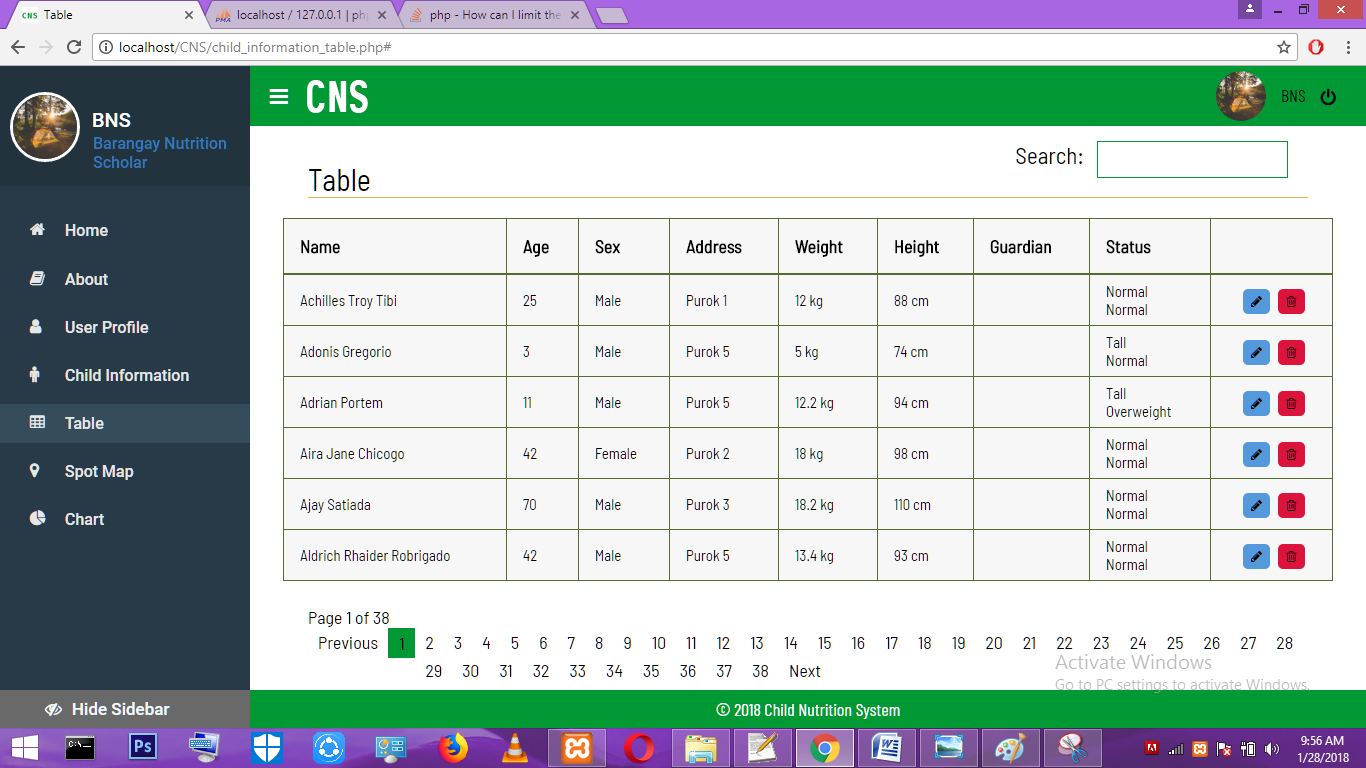 CNS Table
PMA localhost / 127.0.0.1 | ph
php - How can I limit the
localhost/CNS/child_information_table.php#
BNS
Barangay Nutrition
Scholar
CNS
BNS
Home
About
User Profile
Child Information
Table
Spot Map
Chart
Hide Sidebar
Search:
Table
Name Age Sex Address Weight Height Guardian Status
Achilles Troy Tibi 25 Male Purok 1 12 kg 88 cm Normal
Normal
Adonis Gregorio 3 Male Purok 5 5 kg 74 cm Tall
Normal
Adrian Portem 11 Male Purok 5 12.2 kg 94 cm Tall
Overweight
Aira Jane Chicogo 42 Female Purok 2 18 kg 98 cm Normal
Normal
Ajay Satiada 70 Male Purok 3 18.2 kg 110 cm Normal
Normal
Aldrich Rhaider Robrigado 42 Male Purok 5 13.4 kg 93 cm Normal
Normal
Page 1 of 38
Previous 1 2 3 4 5 6 7 8 9 10 11 12 13 14 15 16 17 18 19 20 21 22 23 24 25 26 27 28
29 30 31 32 33 34 35 36 37 38 Next
Activate Windows
Go to PC settings to activate Windows.
© 2018 Child Nutrition System
C:\_
Ps
W
9:56 AM
1/28/2018